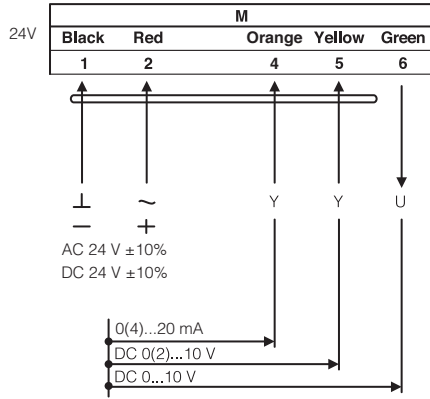 M
24V
Black Red Orange Yellow Green
1 2 4 5 6
⊥ ~ Y Y U
− +
AC 24 V ±10%
DC 24 V ±10%
0(4)...20 mA
DC 0(2)...10 V
DC 0...10 V